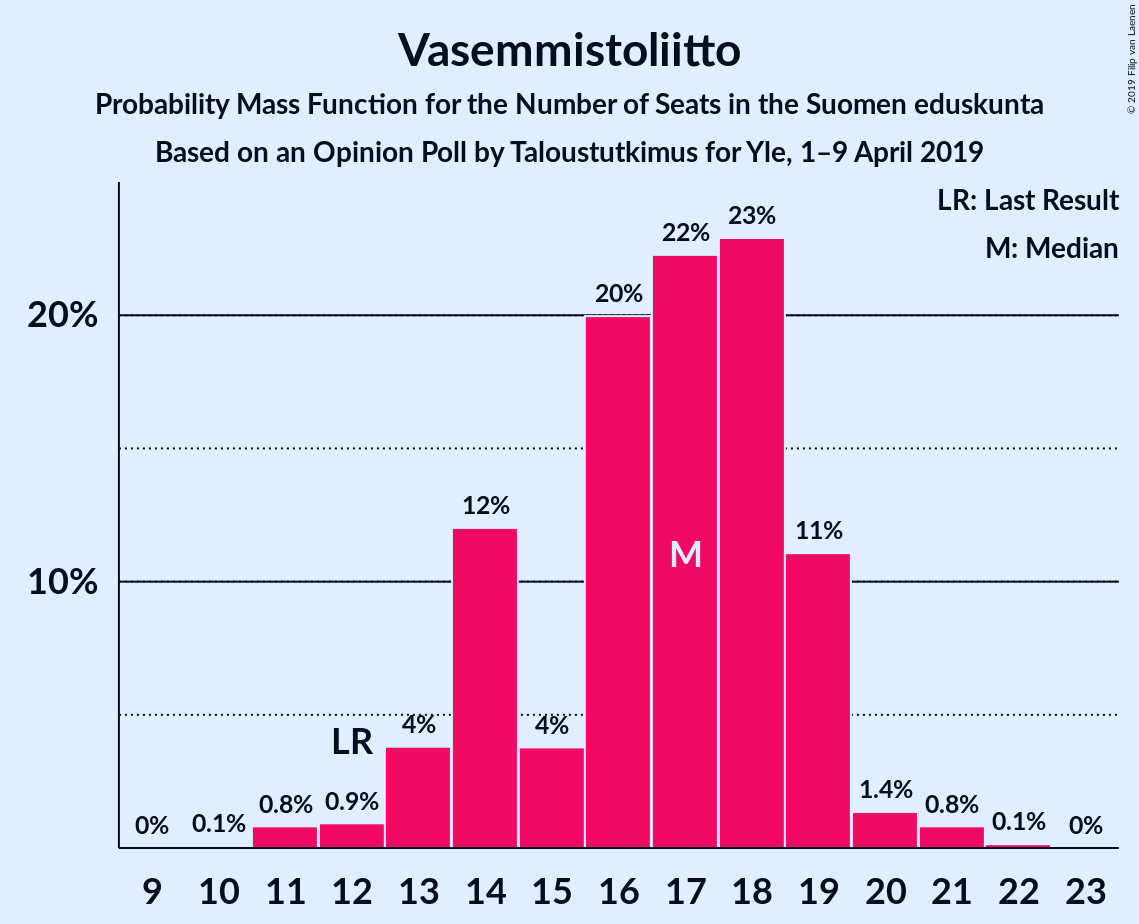 Vasemmistoliitto
Probability Mass Function for the Number of Seats in the Suomen eduskunta
Based on an Opinion Poll by Taloustutkimus for Yle, 1–9 April 2019
© 2019 Filip van Laenen
LR: Last Result
M: Median
20%
10%
0%
0.1%
0.8%
0.9%
LR
4%
12%
4%
20%
22%
M
23%
11%
1.4%
0.8%
0.1%
0%
9 10 11 12 13 14 15 16 17 18 19 20 21 22 23